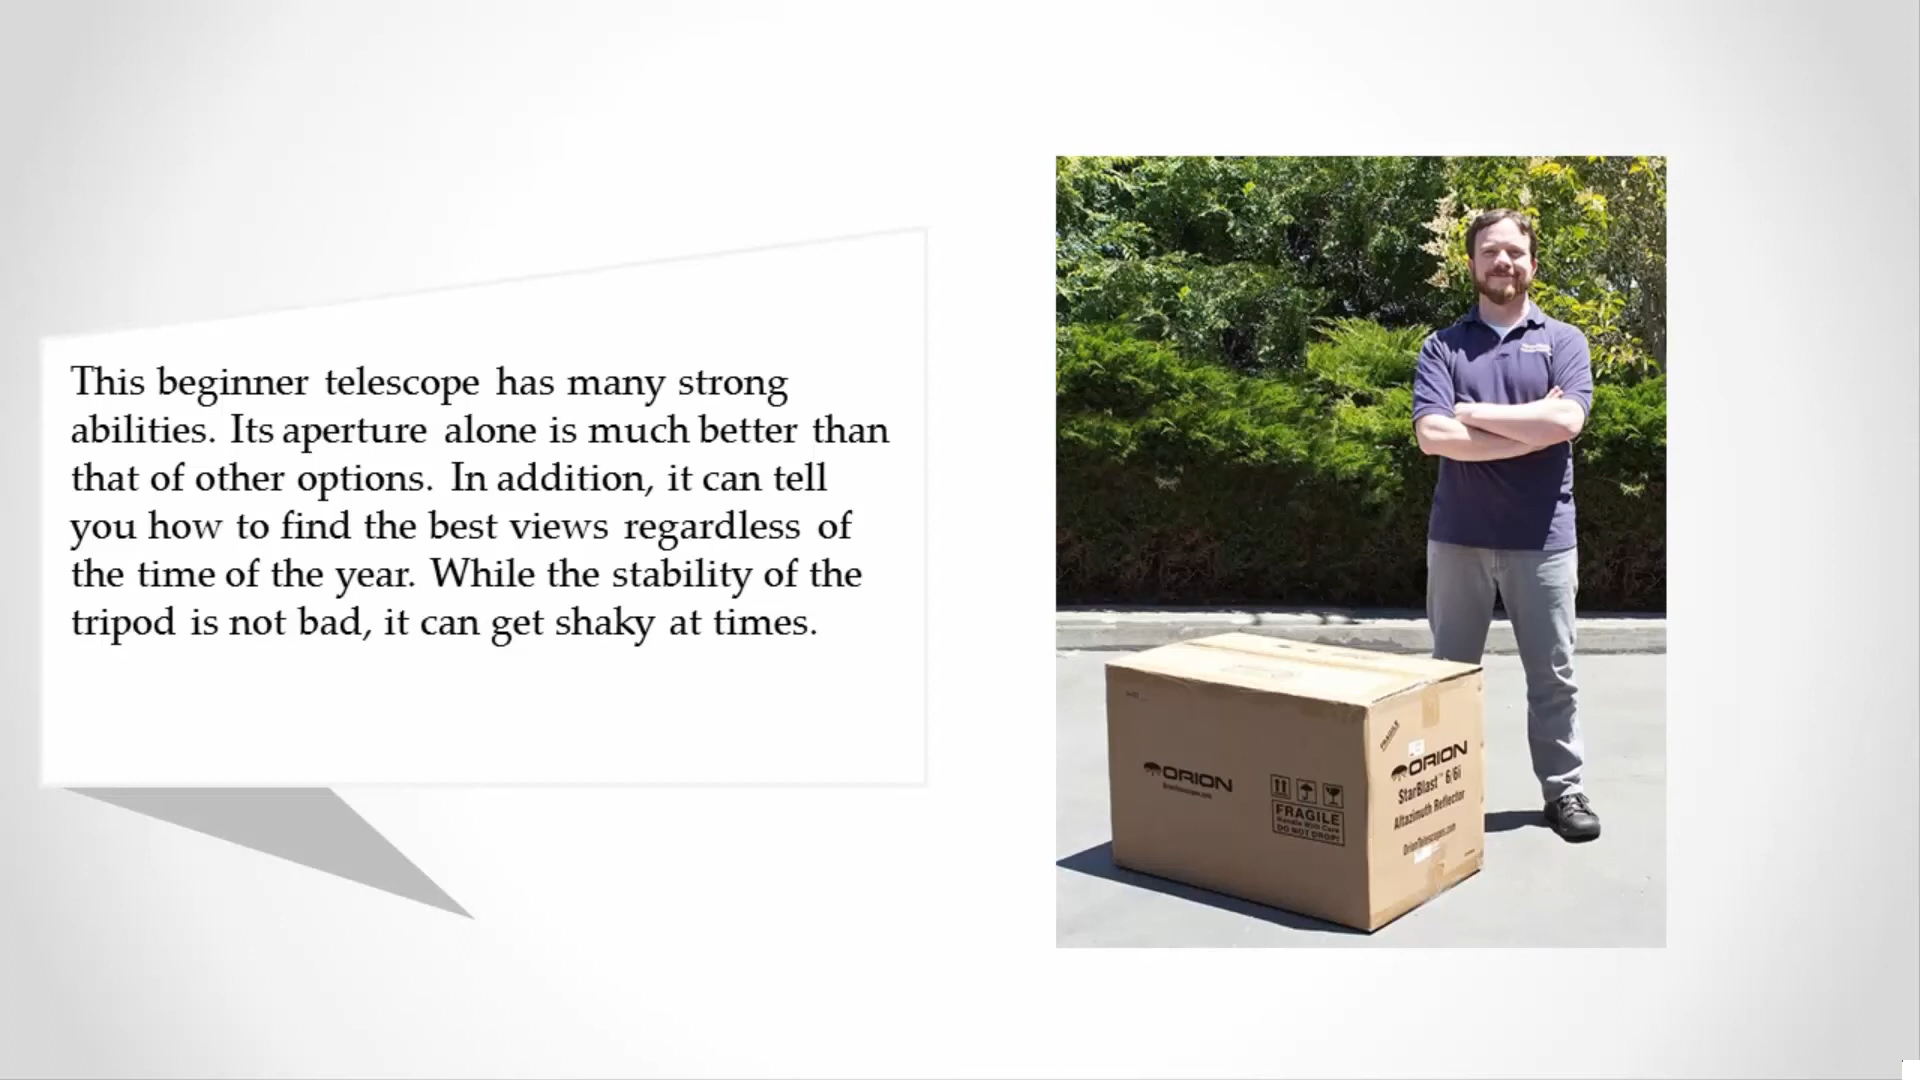 This beginner telescope has many strong
abilities. Its aperture alone is much better than
that of other options. In addition, it can tell
you how to find the best views regardless of
the time of the year. While the stability of the
tripod is not bad, it can get shaky at times.
ORION
FRAGILE
Handle With Care
DO NOT DROP!
FRAGILE
ORION
StarBlast™ 6/6i
Altazimuth Reflector
OrionTelescopes.com